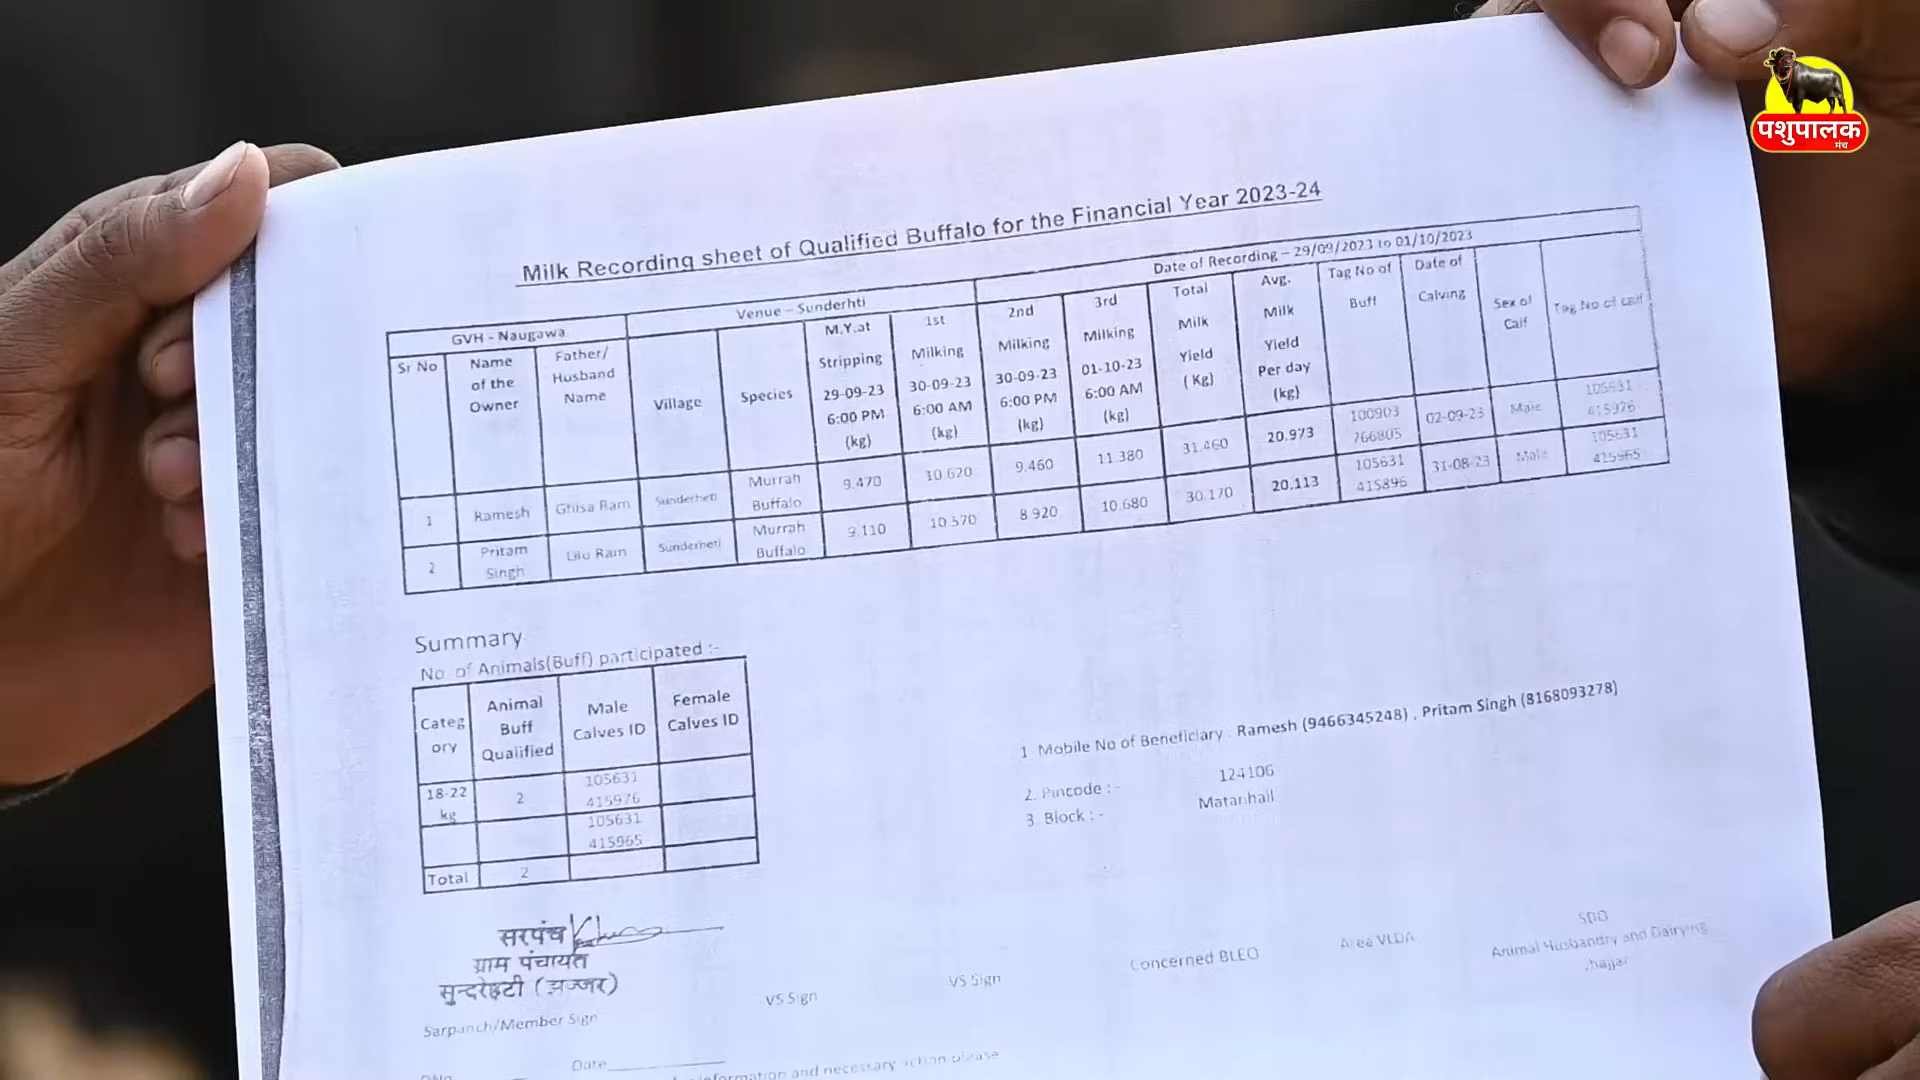 पशुपालक
मंच
Milk Recording sheet of Qualified Buffalo for the Financial Year 2023-24
GVH - Naugawa
Venue – Sunderhti
Date of Recording – 29/09/2023 to 01/10/2023
Sr No
Name of the Owner
Father/ Husband Name
Village
Species
M.Y.at Stripping 29-09-23 6:00 PM (kg)
1st Milking 30-09-23 6:00 AM (kg)
2nd Milking 30-09-23 6:00 PM (kg)
3rd Milking 01-10-23 6:00 AM (kg)
Total Milk Yield ( Kg)
Avg. Milk Yield Per day (kg)
Tag No of Buff
Date of Calving
Sex of Calf
Tag No of calf
1 Ramesh Ghisa Ram Sunderheti Murrah Buffalo 9.470 10.620 9.460 11.380 31.460 20.973 100903 766805 02-09-23 Male 105631 415976
2 Pritam Singh Lilu Ram Sunderheti Murrah Buffalo 9.110 10.570 8.920 10.680 30.170 20.113 105631 415896 31-08-23 Male 105631 415965
Summary
No. of Animals(Buff) participated :-
Categ ory
Animal Buff Qualified
Male Calves ID
Female Calves ID
18-22 kg 2 105631 415976
105631 415965
Total 2
1 Mobile No of Beneficiary : Ramesh (9466345248) , Pritam Singh (8168093278)
2. Pincode : - 124106
3 Block : - Matanhail
सरपंच
ग्राम पंचायत
सुन्दरेहटी (झज्जर)
Sarpanch/Member Sign
VS Sign
VS Sign
Concerned BLEO
Area VLDA
SDO
Animal Husbandry and Dairying
Jhajjar
Date
information and necessary action please